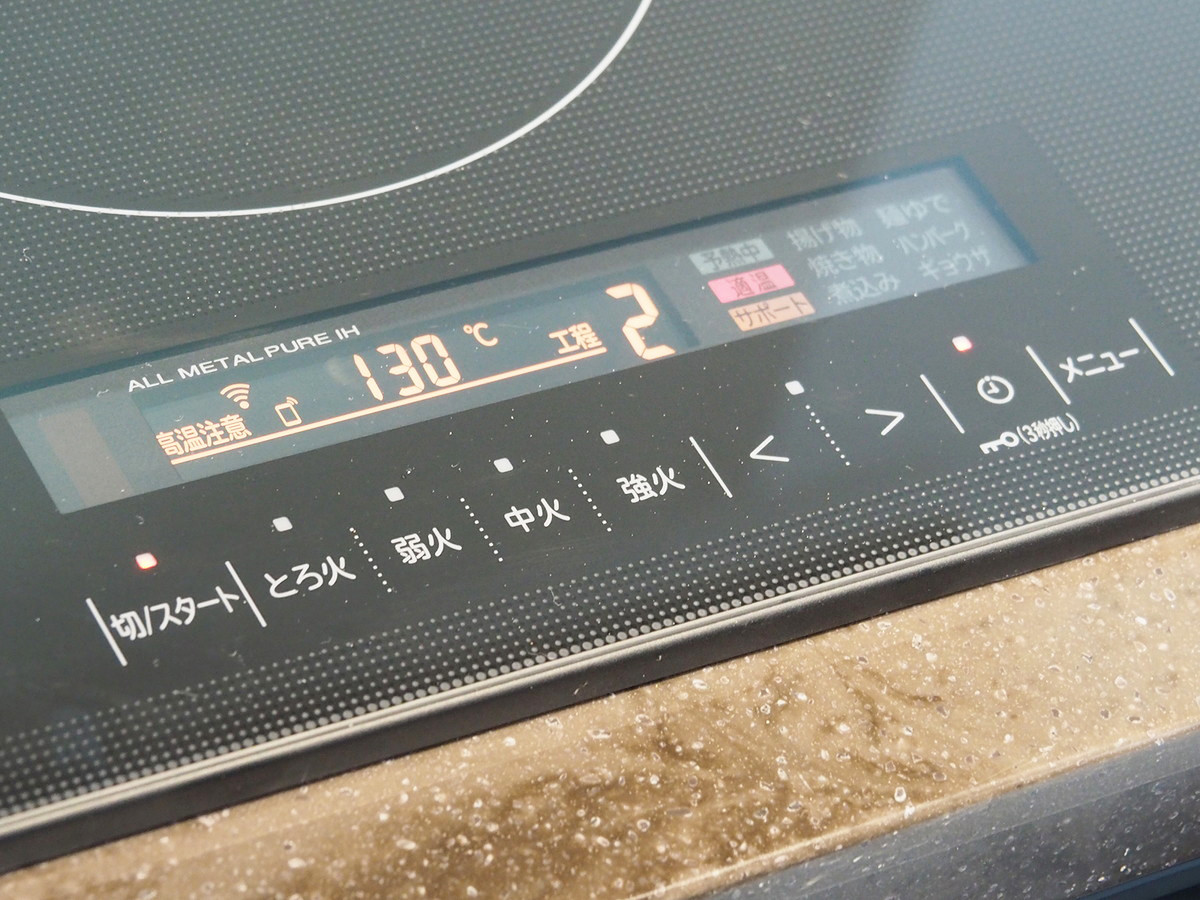 ALL METAL PURE IH
高温注意 130 ℃ 工程 2
予熱中 揚げ物 麺ゆで
適温 焼き物 ハンバーグ
サポート 煮込み ギョウザ
切/スタート とろ火 弱火 中火 強火 < > メニュー
(3秒押し)